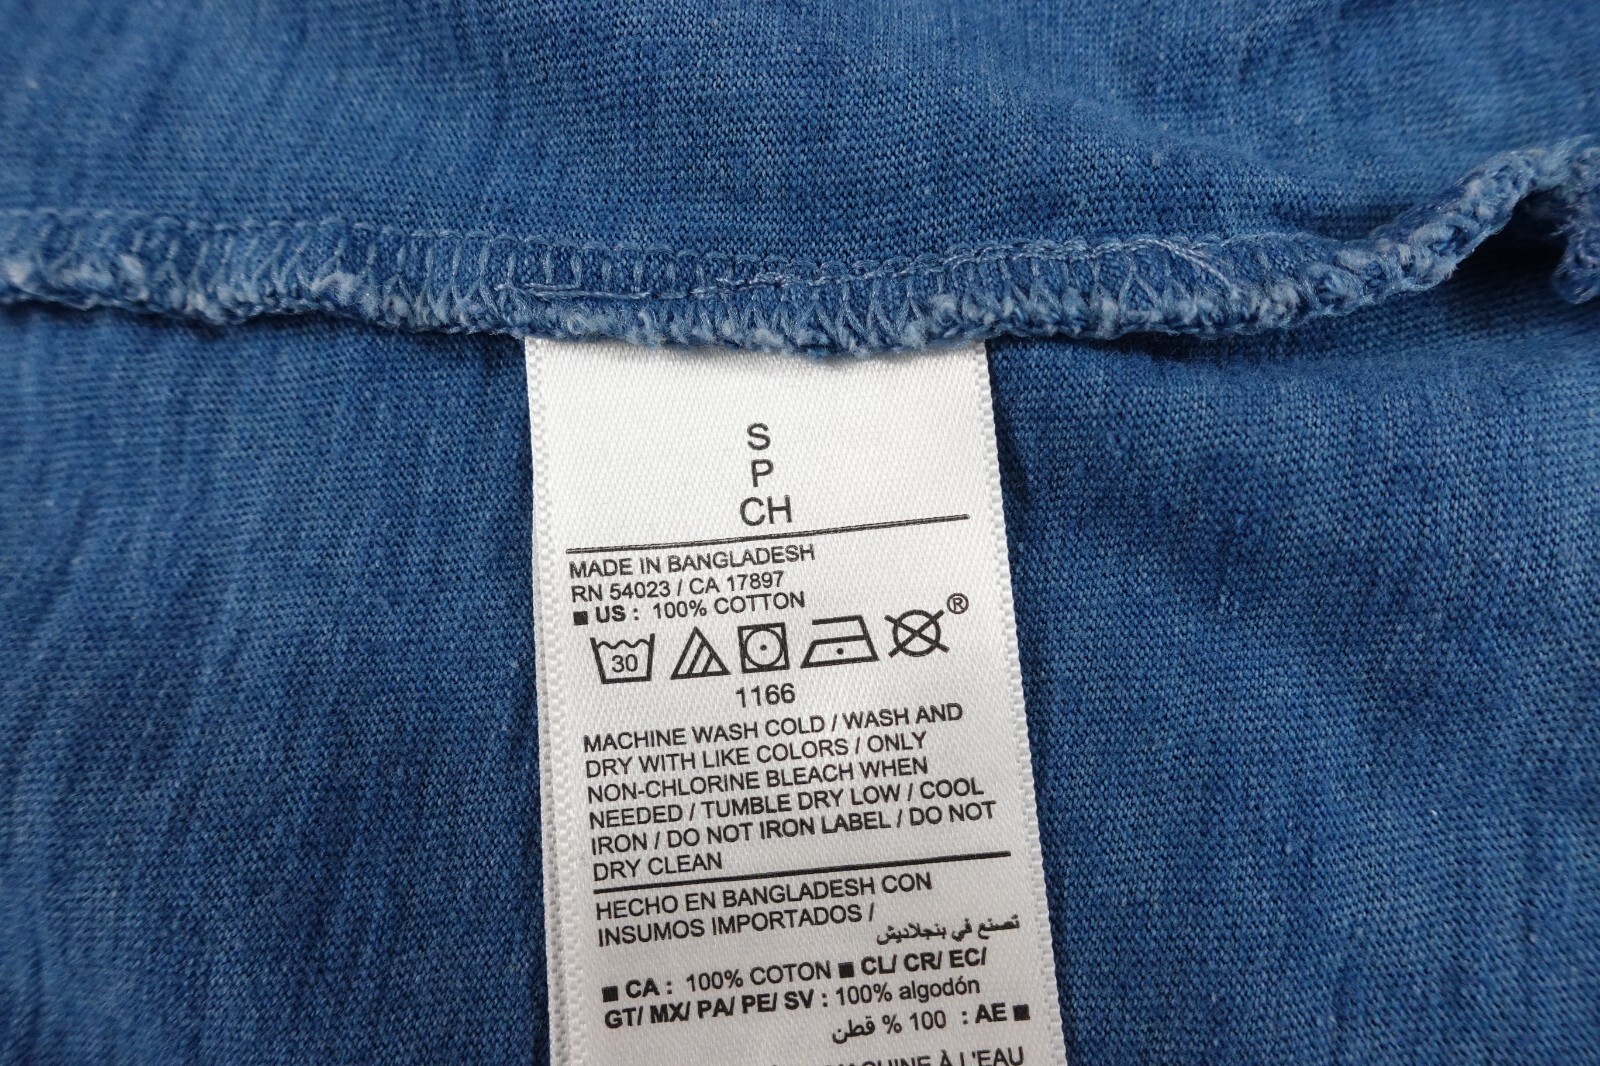 S
P
CH
MADE IN BANGLADESH
RN 54023 / CA 17897
■ US : 100% COTTON
30 ®
1166
MACHINE WASH COLD / WASH AND
DRY WITH LIKE COLORS / ONLY
NON-CHLORINE BLEACH WHEN
NEEDED / TUMBLE DRY LOW / COOL
IRON / DO NOT IRON LABEL / DO NOT
DRY CLEAN
HECHO EN BANGLADESH CON
INSUMOS IMPORTADOS / تصنع في بنجلاديش
■ CA : 100% COTON ■ CL/ CR/ EC/
GT/ MX/ PA/ PE/ SV : 100% algodón
■ AE : 100 % قطن
À L'EAU